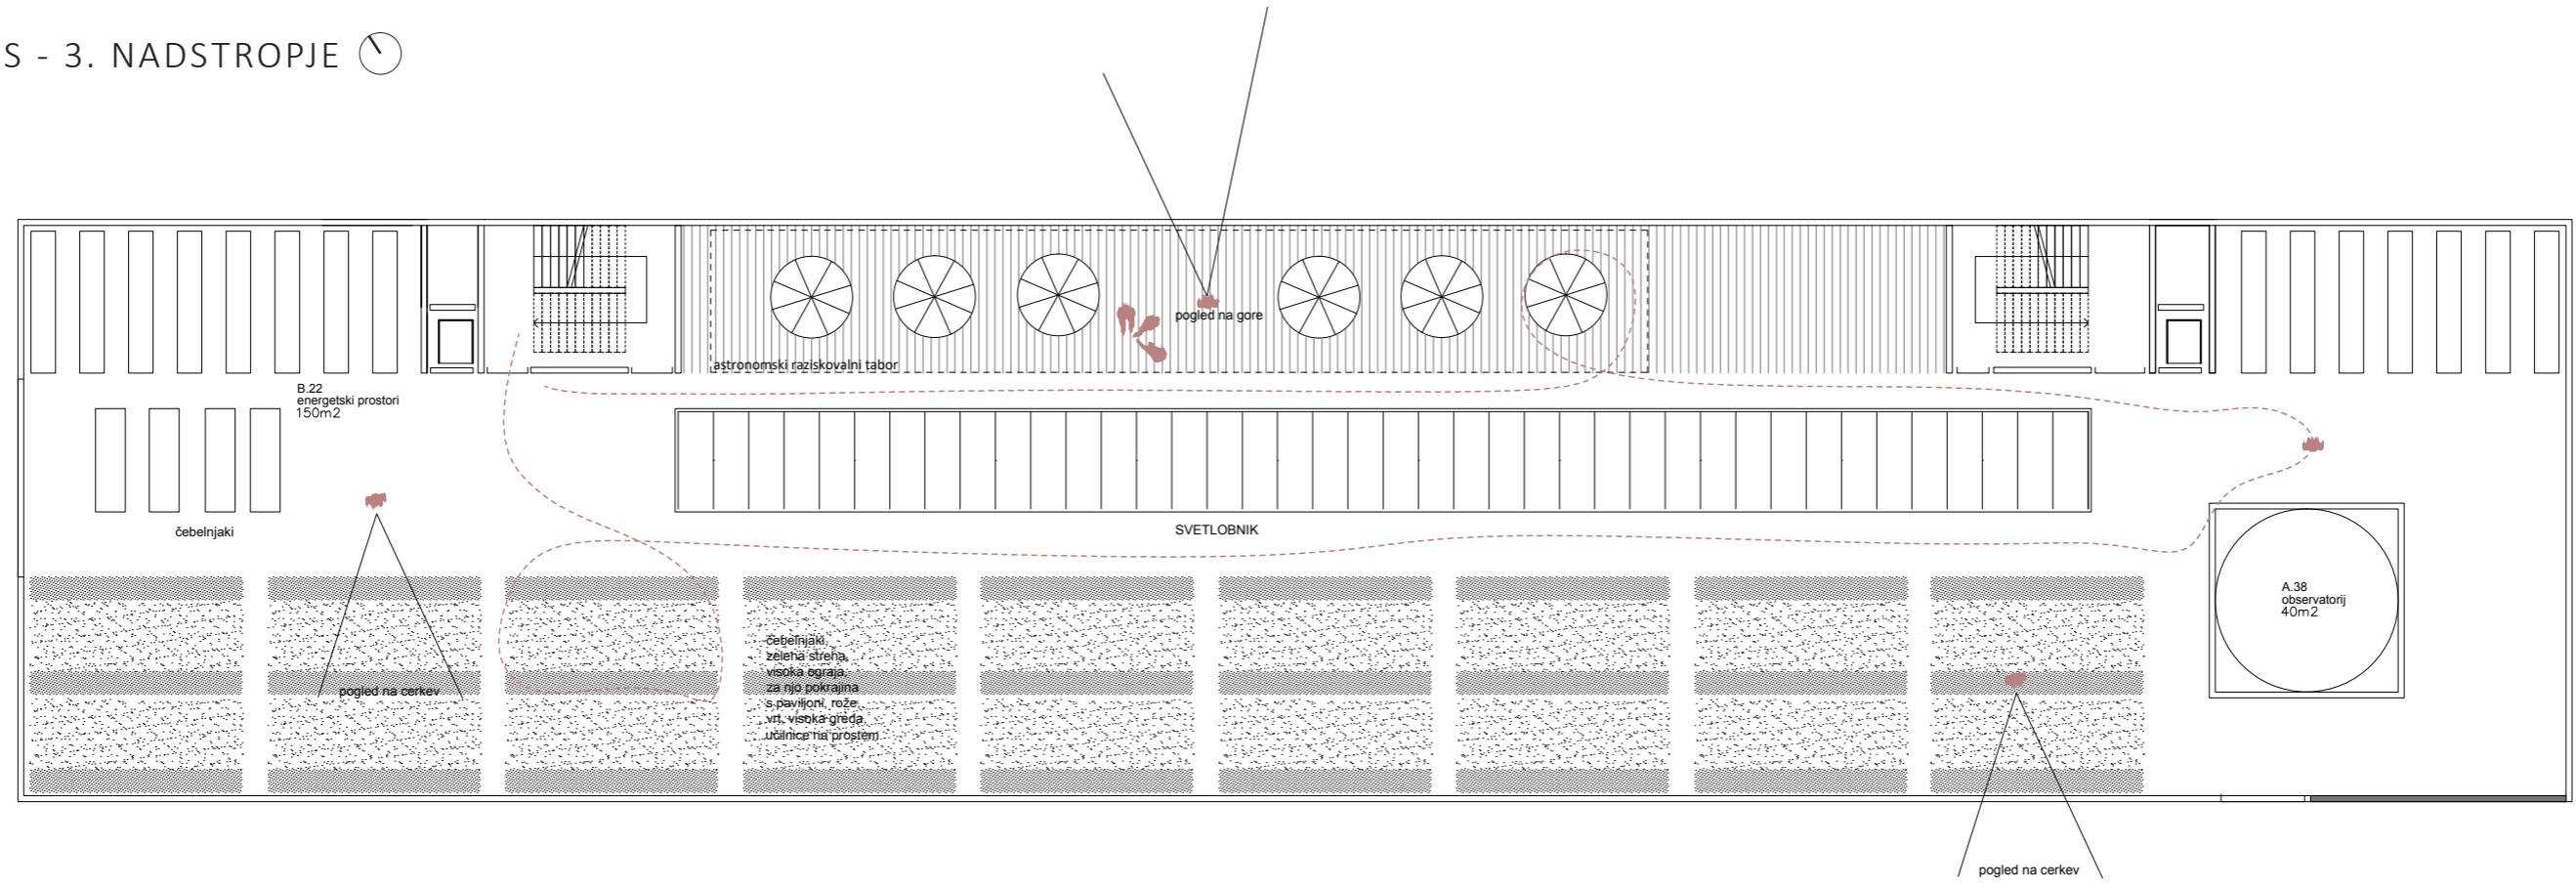 S - 3. NADSTROPJE
pogled na gore
astronomski raziskovalni tabor
B.22
energetski prostori
150m2
čebelnjaki
SVETLOBNIK
A.38
observatorij
40m2
čebelnjaki,
zelena streha,
visoka ograja,
za njo pokrajina
s paviljoni, rože,
vrt, visoka greda,
učilnice na prostem
pogled na cerkev
pogled na cerkev